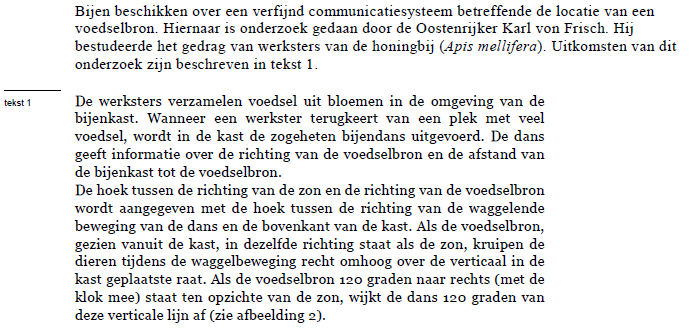 Bijen beschikken over een verfijnd communicatiesysteem betreffende de locatie van een
voedselbron. Hiernaar is onderzoek gedaan door de Oostenrijker Karl von Frisch. Hij
bestudeerde het gedrag van werksters van de honingbij (Apis mellifera). Uitkomsten van dit
onderzoek zijn beschreven in tekst 1.
tekst 1
De werksters verzamelen voedsel uit bloemen in de omgeving van de
bijenkast. Wanneer een werkster terugkeert van een plek met veel
voedsel, wordt in de kast de zogeheten bijendans uitgevoerd. De dans
geeft informatie over de richting van de voedselbron en de afstand van
de bijenkast tot de voedselbron.
De hoek tussen de richting van de zon en de richting van de voedselbron
wordt aangegeven met de hoek tussen de richting van de waggelende
beweging van de dans en de bovenkant van de kast. Als de voedselbron,
gezien vanuit de kast, in dezelfde richting staat als de zon, kruipen de
dieren tijdens de waggelbeweging recht omhoog over de verticaal in de
kast geplaatste raat. Als de voedselbron 120 graden naar rechts (met de
klok mee) staat ten opzichte van de zon, wijkt de dans 120 graden van
deze verticale lijn af (zie afbeelding 2).